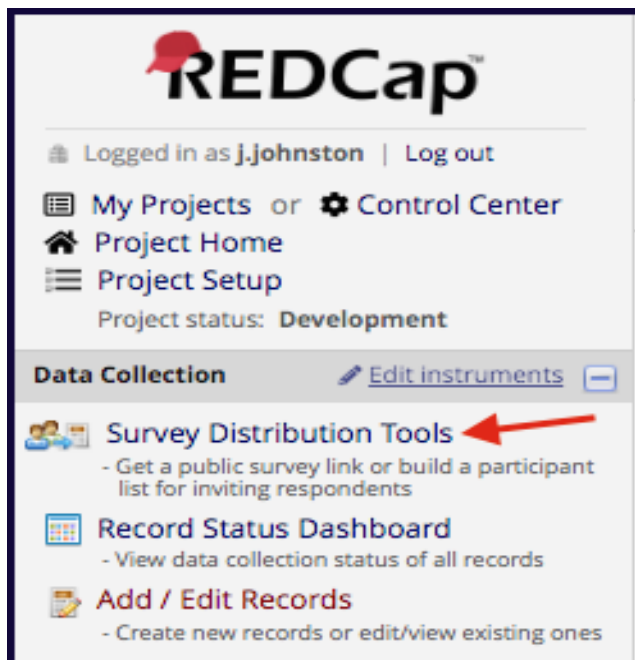 REDCap™
Logged in as j.johnston | Log out
My Projects or Control Center
Project Home
Project Setup
Project status: Development
Data Collection Edit instruments
Survey Distribution Tools
- Get a public survey link or build a participant
list for inviting respondents
Record Status Dashboard
- View data collection status of all records
Add / Edit Records
- Create new records or edit/view existing ones